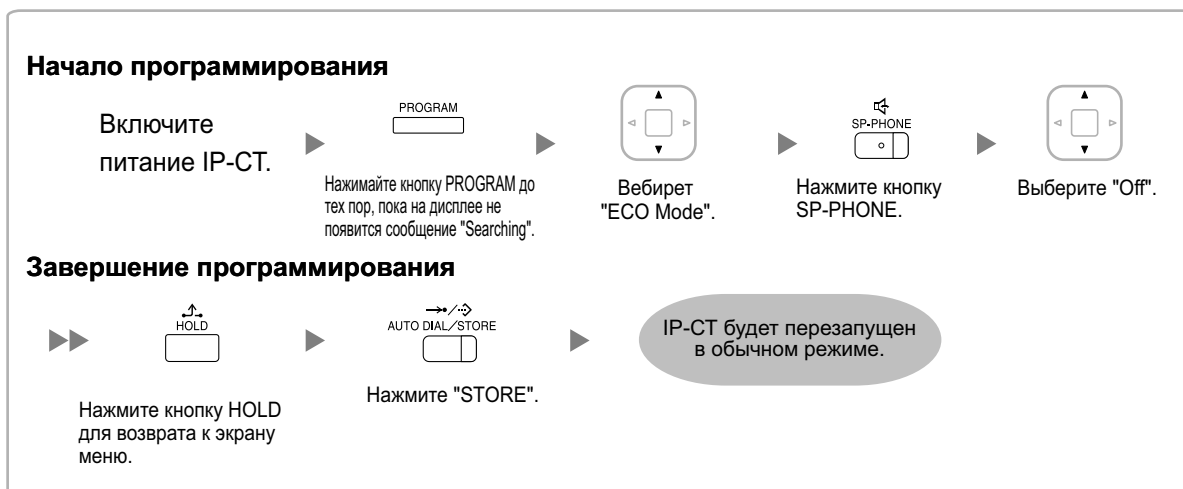 Начало программирования
Включите
питание IP-CT.
PROGRAM
Нажимайте кнопку PROGRAM до
тех пор, пока на дисплее не
появится сообщение "Searching".
Вебирет
"ECO Mode".
SP-PHONE
Нажмите кнопку
SP-PHONE.
Выберите "Off".
Завершение программирования
HOLD
Нажмите кнопку HOLD
для возврата к экрану
меню.
AUTO DIAL/STORE
Нажмите "STORE".
IP-CT будет перезапущен
в обычном режиме.